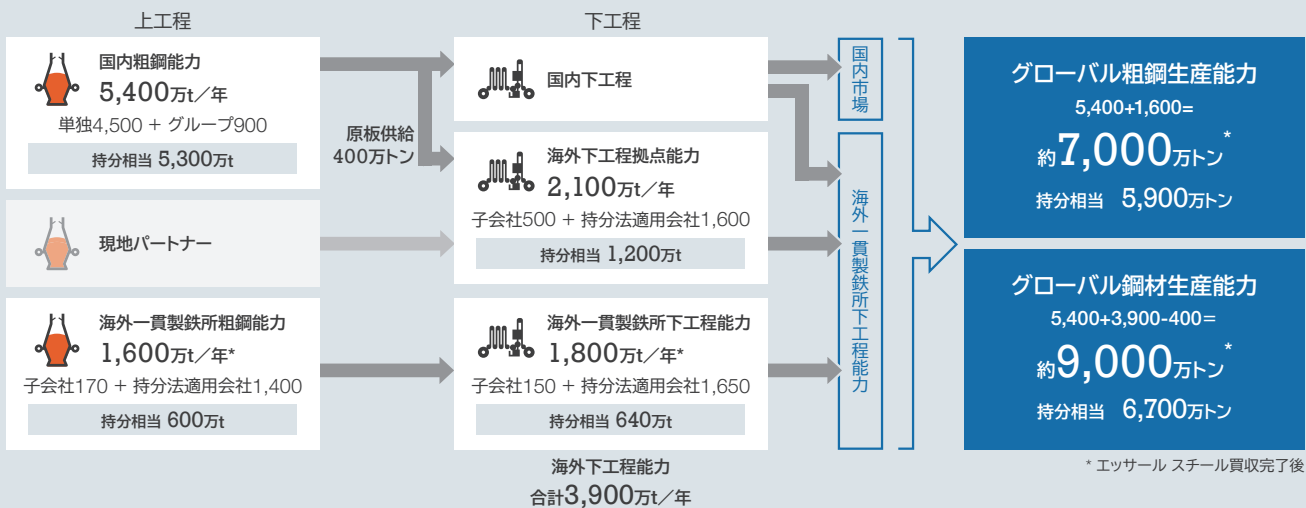 上工程
国内粗鋼能力
5,400万t／年
単独4,500 + グループ900
持分相当 5,300万t
現地パートナー
海外一貫製鉄所粗鋼能力
1,600万t／年*
子会社170 + 持分法適用会社1,400
持分相当 600万t
原板供給
400万トン
下工程
国内下工程
海外下工程拠点能力
2,100万t／年
子会社500 + 持分法適用会社1,600
持分相当 1,200万t
海外一貫製鉄所下工程能力
1,800万t／年*
子会社150 + 持分法適用会社1,650
持分相当 640万t
海外下工程能力
合計3,900万t／年
国内市場
海外一貫製鉄所下工程能力
グローバル粗鋼生産能力
5,400+1,600=
約7,000万トン*
持分相当 5,900万トン
グローバル鋼材生産能力
5,400+3,900-400=
約9,000万トン*
持分相当 6,700万トン
* エッサール スチール買収完了後